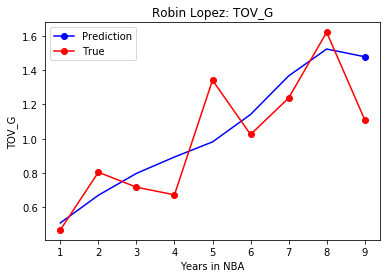 Robin Lopez: TOV_G
Prediction
True
TOV_G
1.6
1.4
1.2
1.0
0.8
0.6
1 2 3 4 5 6 7 8 9
Years in NBA